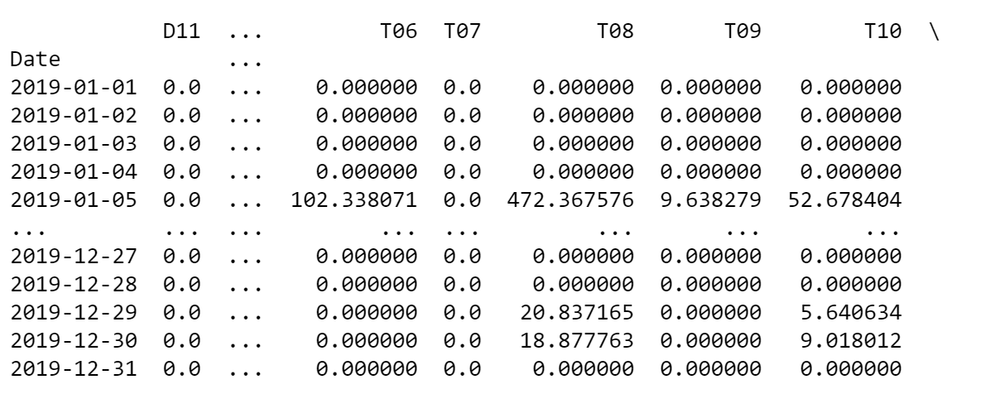 D11  ...         T06  T07         T08       T09        T10  \
Date             ...
2019-01-01  0.0  ...    0.000000  0.0    0.000000  0.000000   0.000000
2019-01-02  0.0  ...    0.000000  0.0    0.000000  0.000000   0.000000
2019-01-03  0.0  ...    0.000000  0.0    0.000000  0.000000   0.000000
2019-01-04  0.0  ...    0.000000  0.0    0.000000  0.000000   0.000000
2019-01-05  0.0  ...  102.338071  0.0  472.367576  9.638279  52.678404
...         ...  ...         ...  ...         ...       ...        ...
2019-12-27  0.0  ...    0.000000  0.0    0.000000  0.000000   0.000000
2019-12-28  0.0  ...    0.000000  0.0    0.000000  0.000000   0.000000
2019-12-29  0.0  ...    0.000000  0.0   20.837165  0.000000   5.640634
2019-12-30  0.0  ...    0.000000  0.0   18.877763  0.000000   9.018012
2019-12-31  0.0  ...    0.000000  0.0    0.000000  0.000000   0.000000